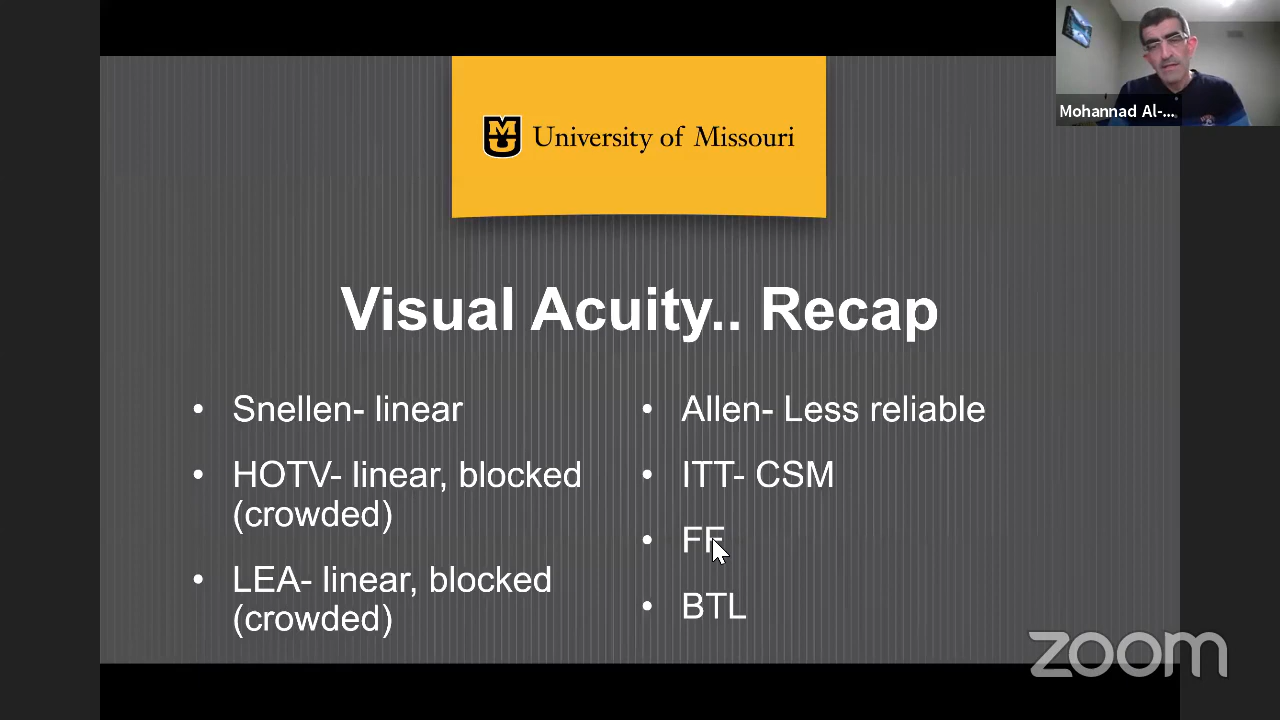 Mohannad Al-...
University of Missouri
Visual Acuity.. Recap
• Snellen- linear
• HOTV- linear, blocked
(crowded)
• LEA- linear, blocked
(crowded)
• Allen- Less reliable
• ITT- CSM
• FF
• BTL
zoom